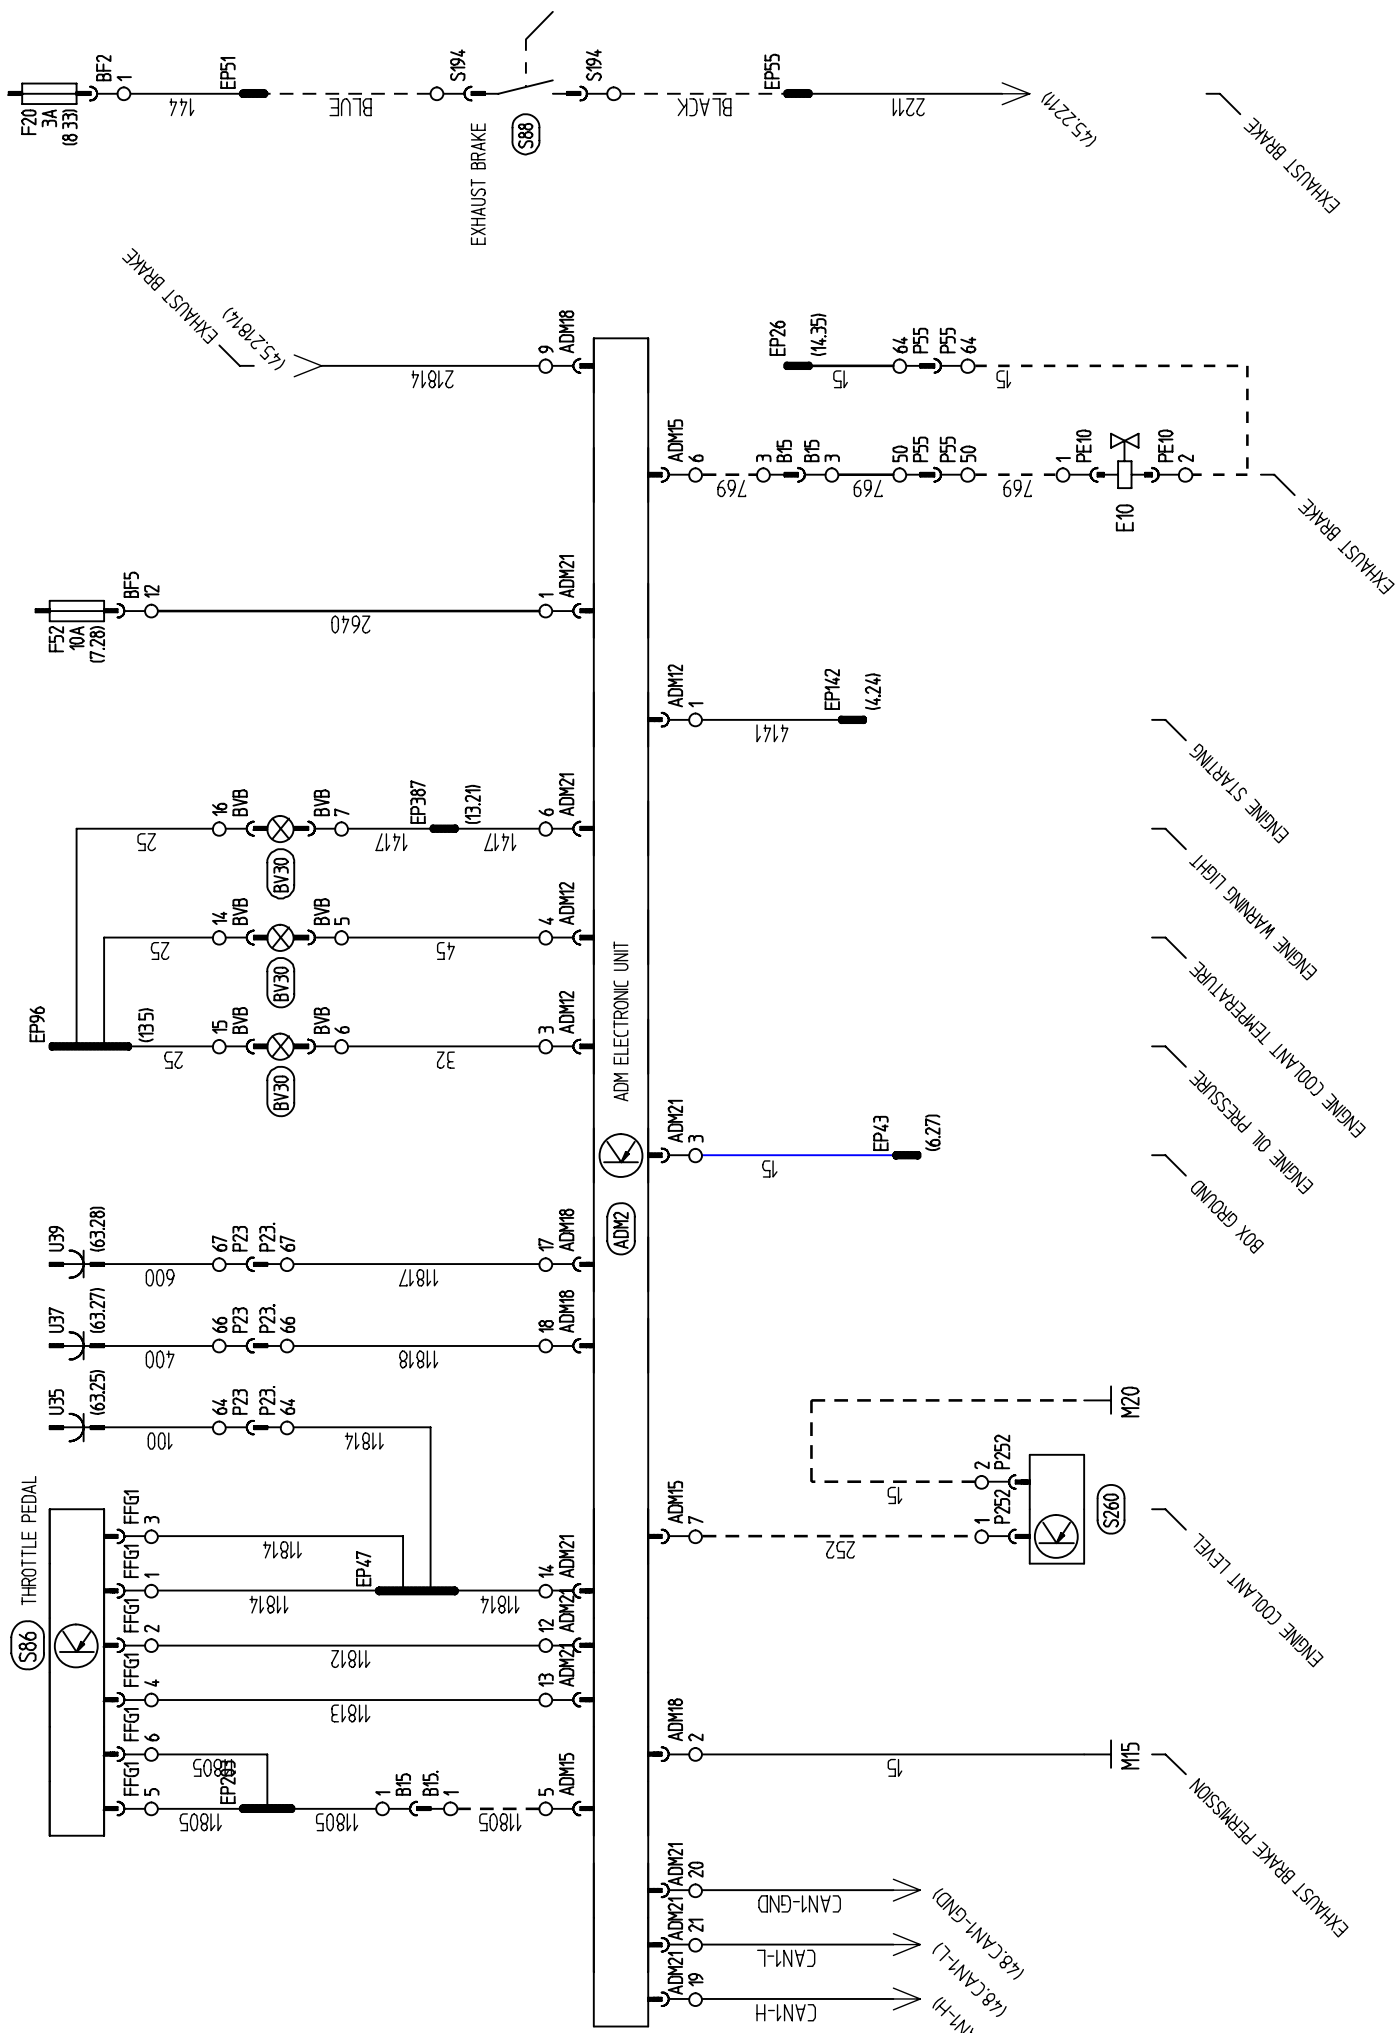 F20
3A
(8 33)
BF2
1
144
EP51
BLUE
S194
EXHAUST BRAKE
S88
S194
BLACK
EP55
2211
(45.2211)
EXHAUST BRAKE
EXHAUST BRAKE
(45.21814)
21814
9
ADM18
EP26
(14.35)
15
64
P55
P55
64
15
ADM15
6
769
3
B15
B15
3
769
50
P55
P55
50
769
1
PE10
E10
PE10
2
EXHAUST BRAKE
F52
10A
(7.28)
BF5
12
2640
1
ADM21
ADM12
1
4141
EP142
(4.24)
ENGINE STARTING
25
16
BVB
BV30
BVB
7
1417
EP387
(13.21)
1417
6
ADM21
ENGINE WARNING LIGHT
25
14
BVB
BV30
BVB
5
45
4
ADM12
ENGINE COOLANT TEMPERATURE
EP96
(13 5)
25
15
BVB
BV30
BVB
6
32
3
ADM12
ENGINE OIL PRESSURE
ADM ELECTRONIC UNIT
ADM2
ADM21
3
15
EP43
(6.27)
BOX GROUND
U39
(63.28)
600
67
P23
P23.
67
11817
17
ADM18
U37
(63.27)
400
66
P23
P23.
66
11818
18
ADM18
U35
(63.25)
100
64
P23
P23.
64
11814
M20
15
2
P252
S86
THROTTLE PEDAL
FFG1
3
11814
ADM15
7
252
1
P252
S260
ENGINE COOLANT LEVEL
FFG1
1
11814
EP47
11814
14
ADM21
FFG1
2
11812
12
ADM21
FFG1
4
11813
13
ADM21
FFG1
6
11805
ADM18
2
15
M15
EXHAUST BRAKE PERMISSION
FFG1
5
11805
11805
1
B15
B15.
1
11805
5
ADM15
ADM21
20
CAN1-GND
(48.CAN1-GND)
ADM21
21
CAN1-L
(48.CAN1-L)
ADM21
19
CAN1-H